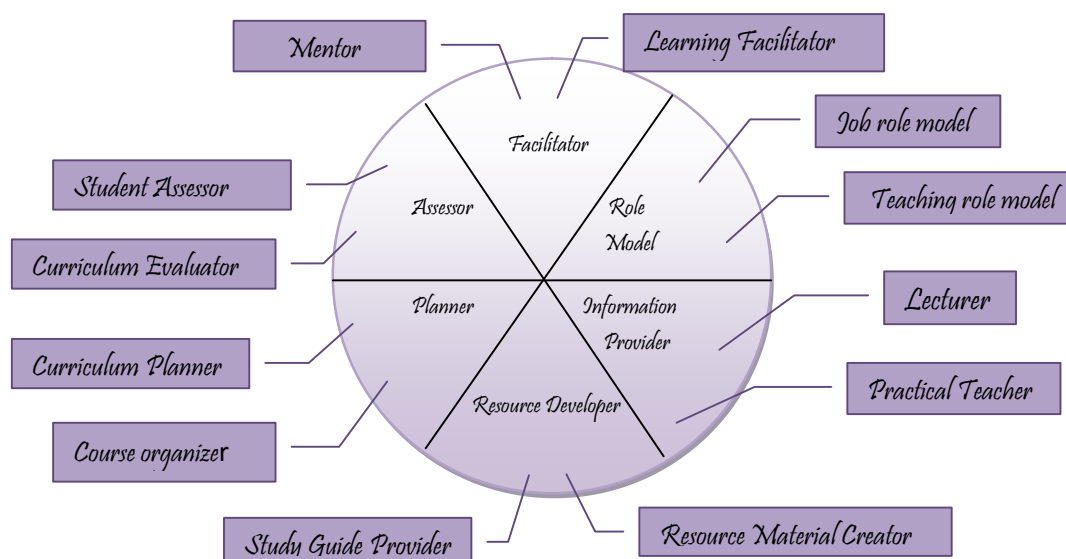 Mentor
Learning Facilitator
Job role model
Facilitator
Student Assessor
Assessor
Role
Model
Teaching role model
Curriculum Evaluator
Planner
Information
Provider
Lecturer
Curriculum Planner
Resource Developer
Practical Teacher
Course organizer
Study Guide Provider
Resource Material Creator